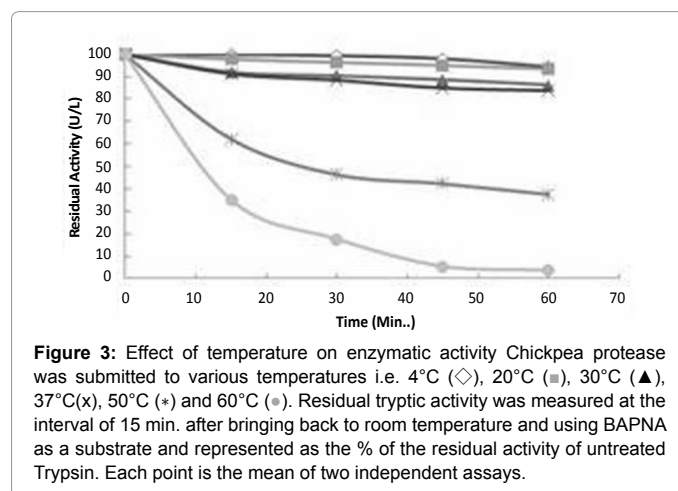 100
90
80
70
60
50
40
30
20
10
0
Residual Activity (U/L)
0 10 20 30 40 50 60 70
Time (Min..)
Figure 3: Effect of temperature on enzymatic activity Chickpea protease
was submitted to various temperatures i.e. 4°C (◇), 20°C (■), 30°C (▲),
37°C(x), 50°C (*) and 60°C (●). Residual tryptic activity was measured at the
interval of 15 min. after bringing back to room temperature and using BAPNA
as a substrate and represented as the % of the residual activity of untreated
Trypsin. Each point is the mean of two independent assays.